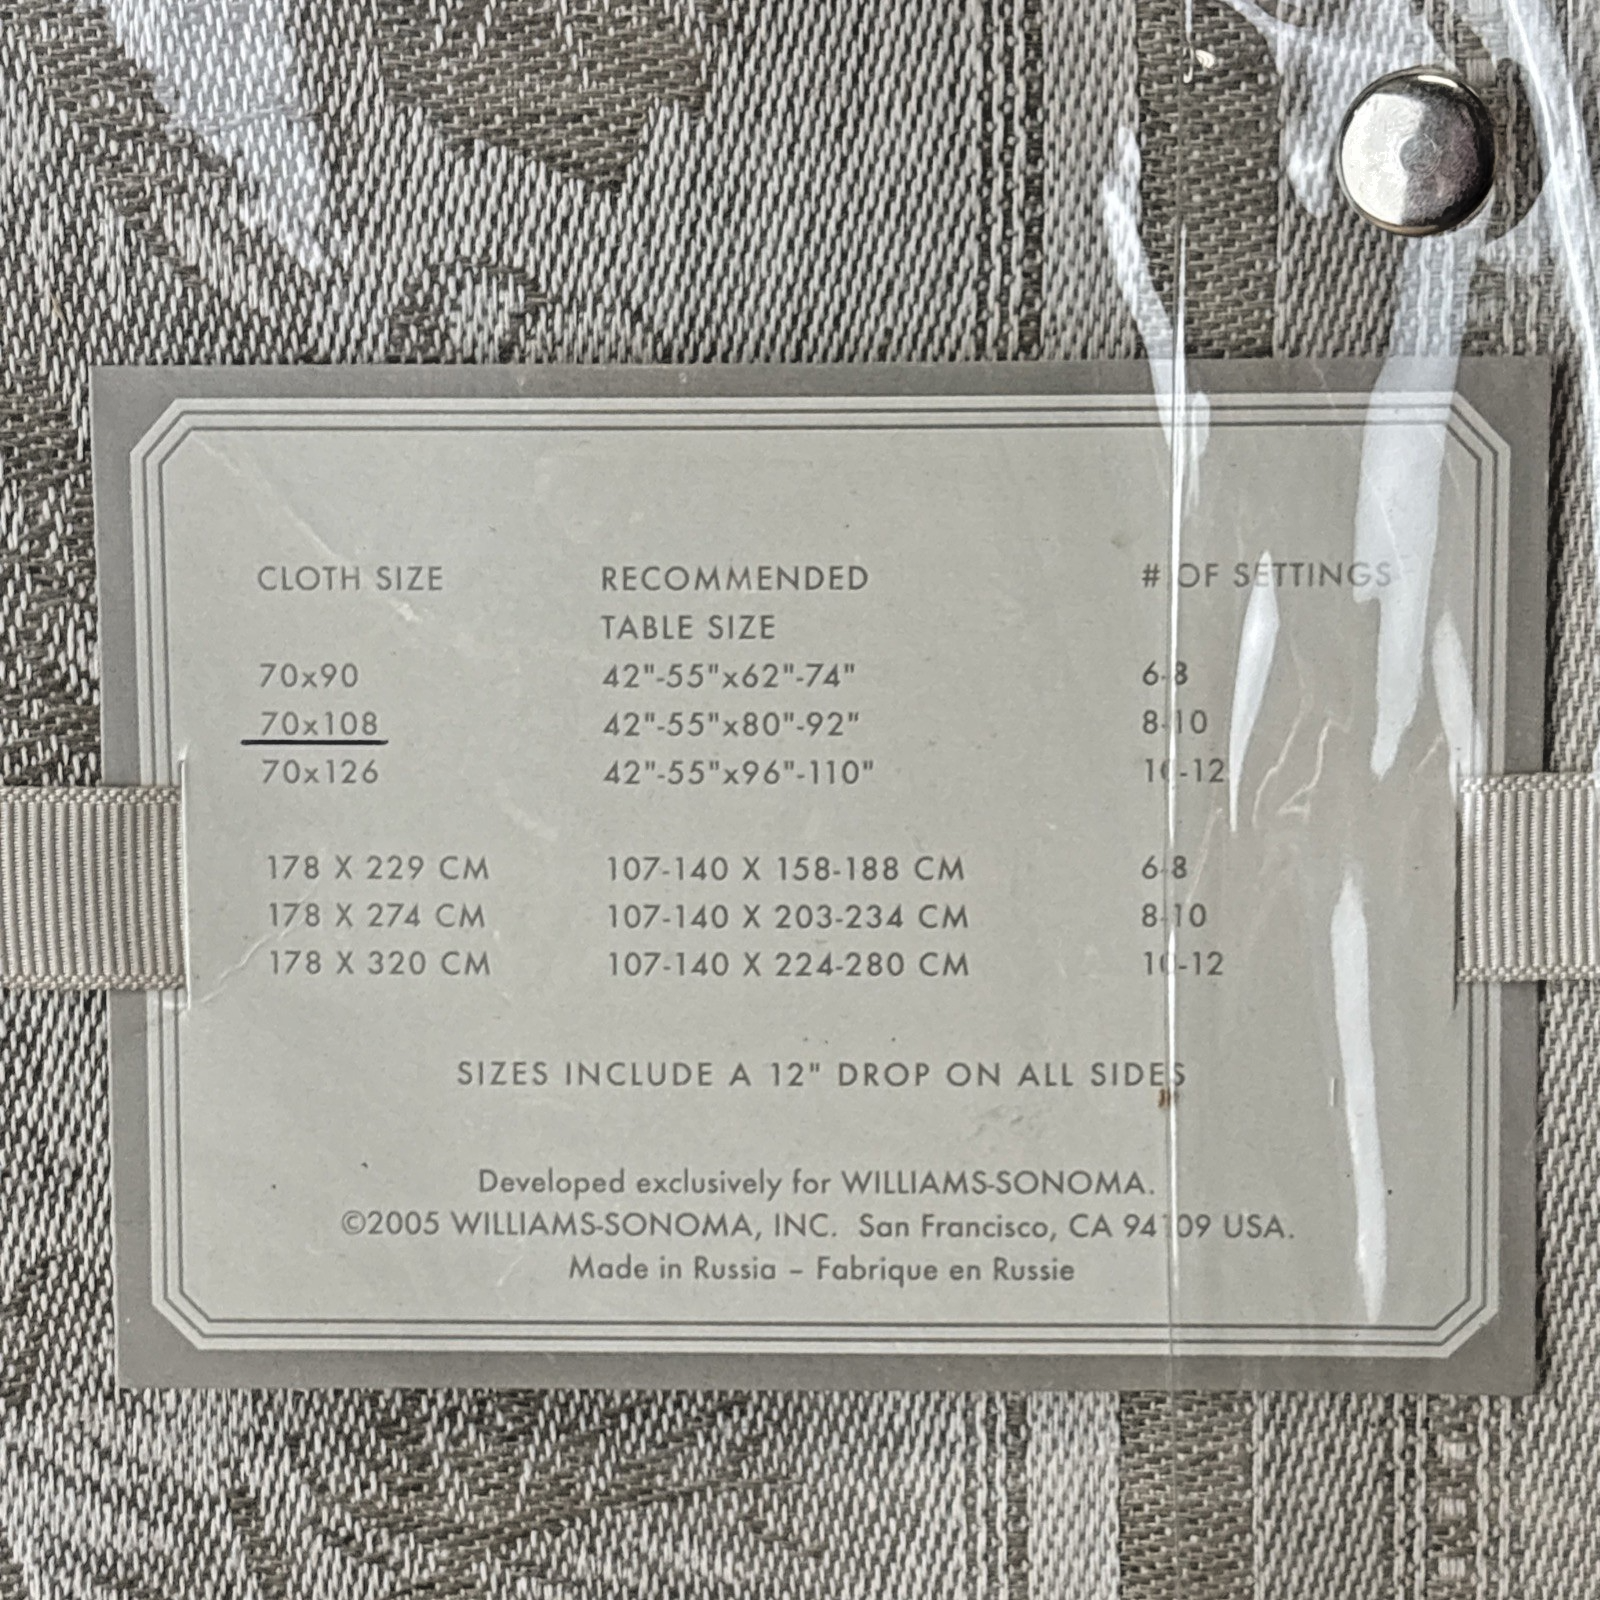 CLOTH SIZE RECOMMENDED # OF SETTINGS
TABLE SIZE
70x90 42"-55"x62"-74" 6-8
70x108 42"-55"x80"-92" 8-10
70x126 42"-55"x96"-110" 10-12
178 X 229 CM 107-140 X 158-188 CM 6-8
178 X 274 CM 107-140 X 203-234 CM 8-10
178 X 320 CM 107-140 X 224-280 CM 10-12
SIZES INCLUDE A 12" DROP ON ALL SIDES
Developed exclusively for WILLIAMS-SONOMA.
©2005 WILLIAMS-SONOMA, INC. San Francisco, CA 94109 USA.
Made in Russia – Fabrique en Russie